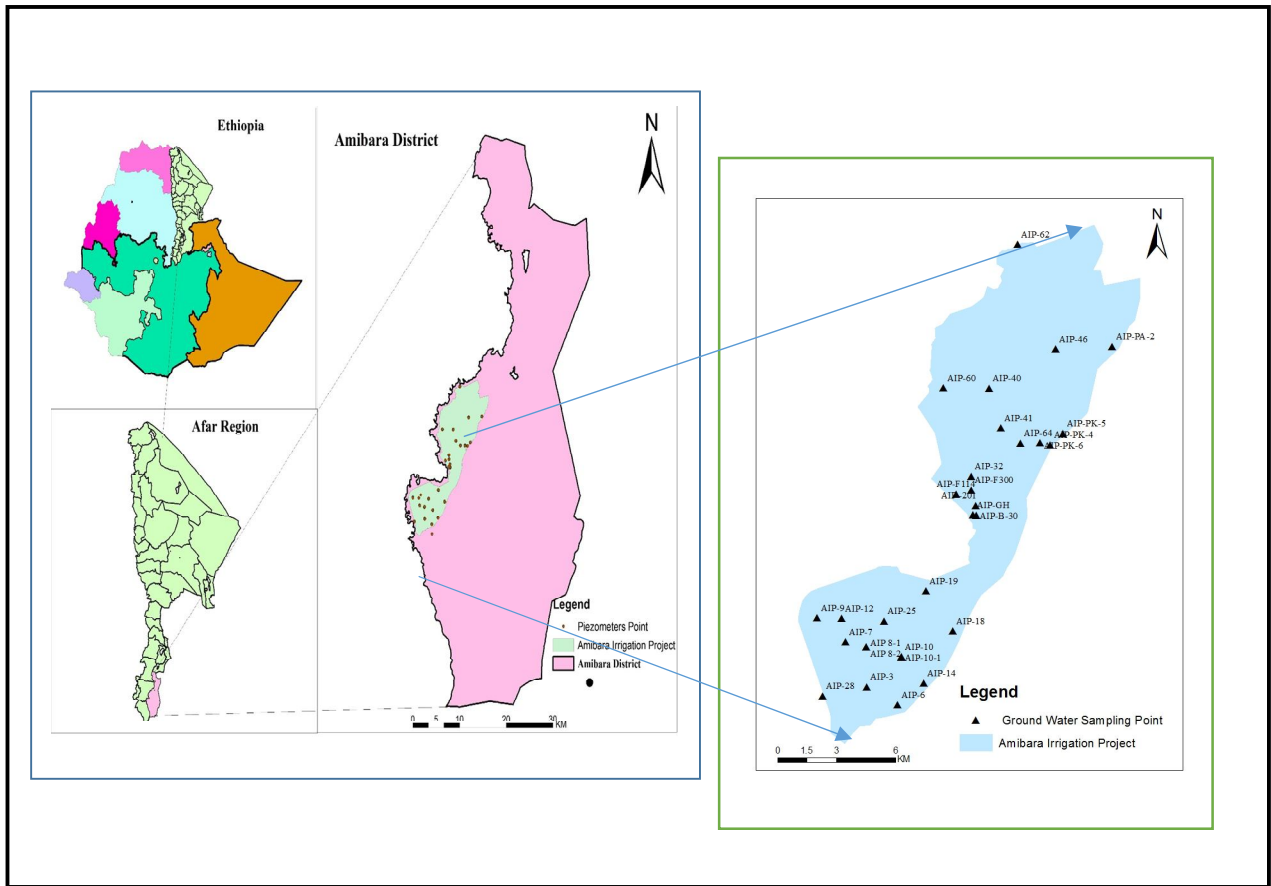 Ethiopia
Afar Region
Amibara District
N
Legend
Piezometers Point
Amibara Irrigation Project
Amibara District
0 5 10 20 30
KM
N
AIP-62
AIP-46
AIP-PA-2
AIP-60
AIP-40
AIP-41
AIP-PK-5
AIP-64
AIP-PK-4
AIP-PK-6
AIP-32
AIP-F300
AIP-F114
-201
AIP-GH
AIP-B-30
AIP-19
AIP-9
AIP-12
AIP-25
AIP-18
AIP-7
AIP 8-1
AIP-10
AIP 8-2
AIP-10-1
AIP-3
AIP-14
AIP-28
AIP-6
Legend
Ground Water Sampling Point
Amibara Irrigation Project
0 1.5 3 6
KM